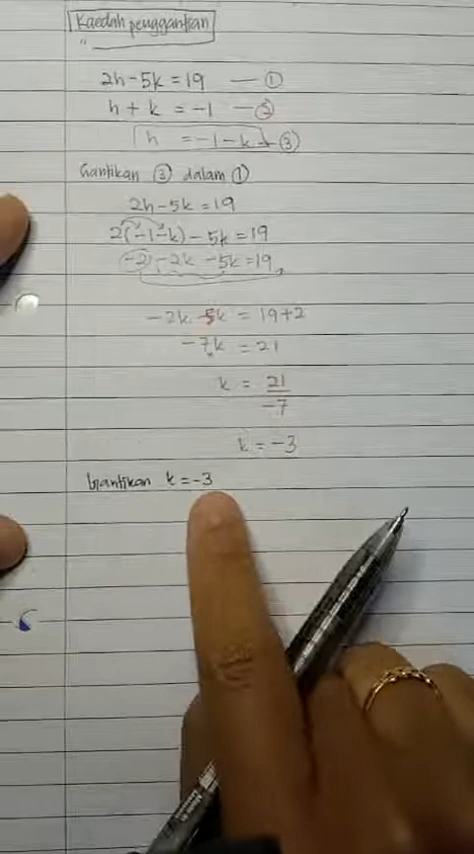 Kaedah penggantian
2h - 5k = 19 — ①
h + k = -1 — ②
h = -1 - k — ③
Gantikan ③ dalam ①
2h - 5k = 19
2(-1-k) - 5k = 19
-2 - 2k - 5k = 19
-2k - 5k = 19 + 2
-7k = 21
k = 21/-7
k = -3
Gantikan k = -3